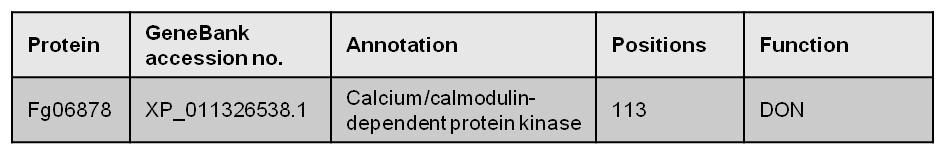 Protein GeneBank accession no. Annotation Positions Function
Fg06878 XP_011326538.1 Calcium/calmodulin-dependent protein kinase 113 DON